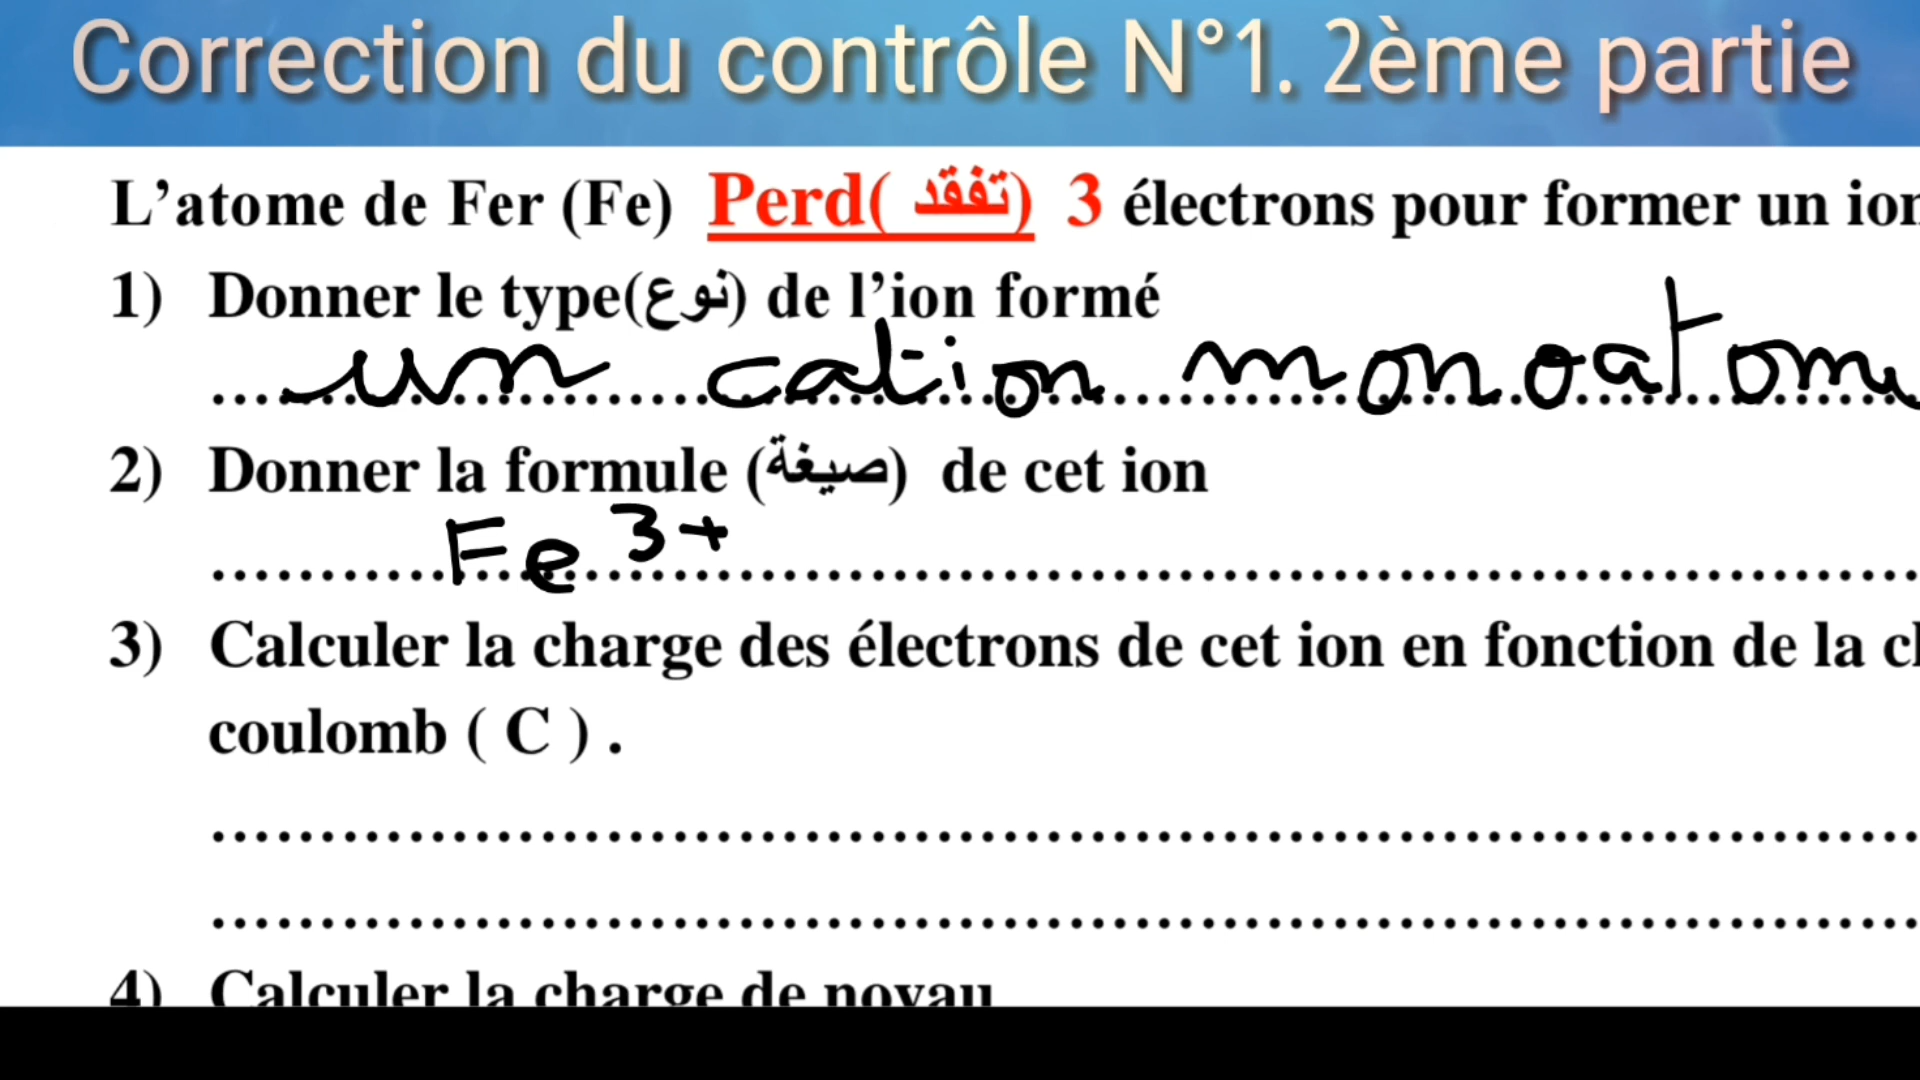 Correction du contrôle N°1. 2ème partie
L’atome de Fer (Fe) Perd( تفقد) 3 électrons pour former un ion
1) Donner le type(نوع) de l’ion formé
un cation monoatom
2) Donner la formule (صيغة) de cet ion
Fe 3+
3) Calculer la charge des électrons de cet ion en fonction de la
coulomb ( C ) .
4) Calculer la charge de noyau